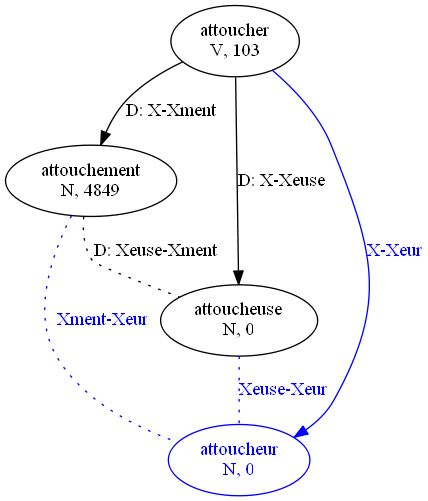 attoucher
V, 103
D: X-Xment
attouchement
N, 4849
D: X-Xeuse
X-Xeur
D: Xeuse-Xment
attoucheuse
N, 0
Xment-Xeur
Xeuse-Xeur
attoucheur
N, 0